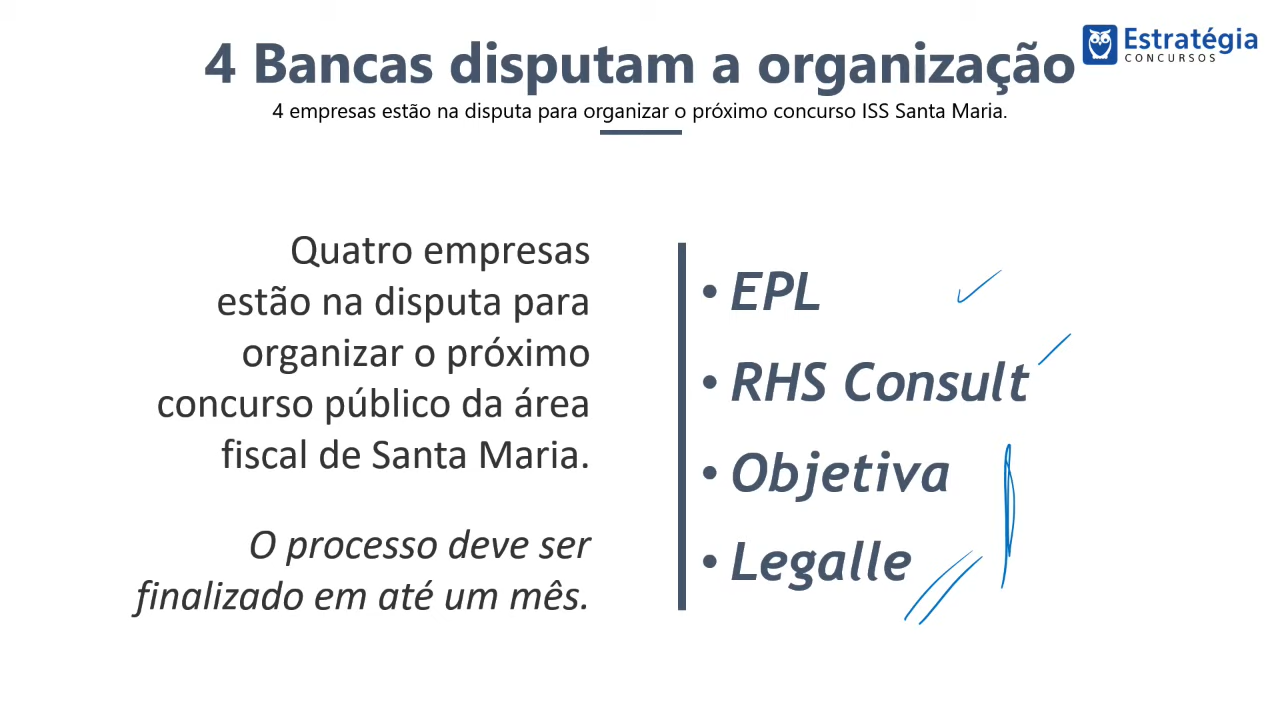 4 Bancas disputam a organização
Estratégia
CONCURSOS
4 empresas estão na disputa para organizar o próximo concurso ISS Santa Maria.
Quatro empresas
estão na disputa para
organizar o próximo
concurso público da área
fiscal de Santa Maria.
O processo deve ser
finalizado em até um mês.
• EPL
• RHS Consult
• Objetiva
• Legalle